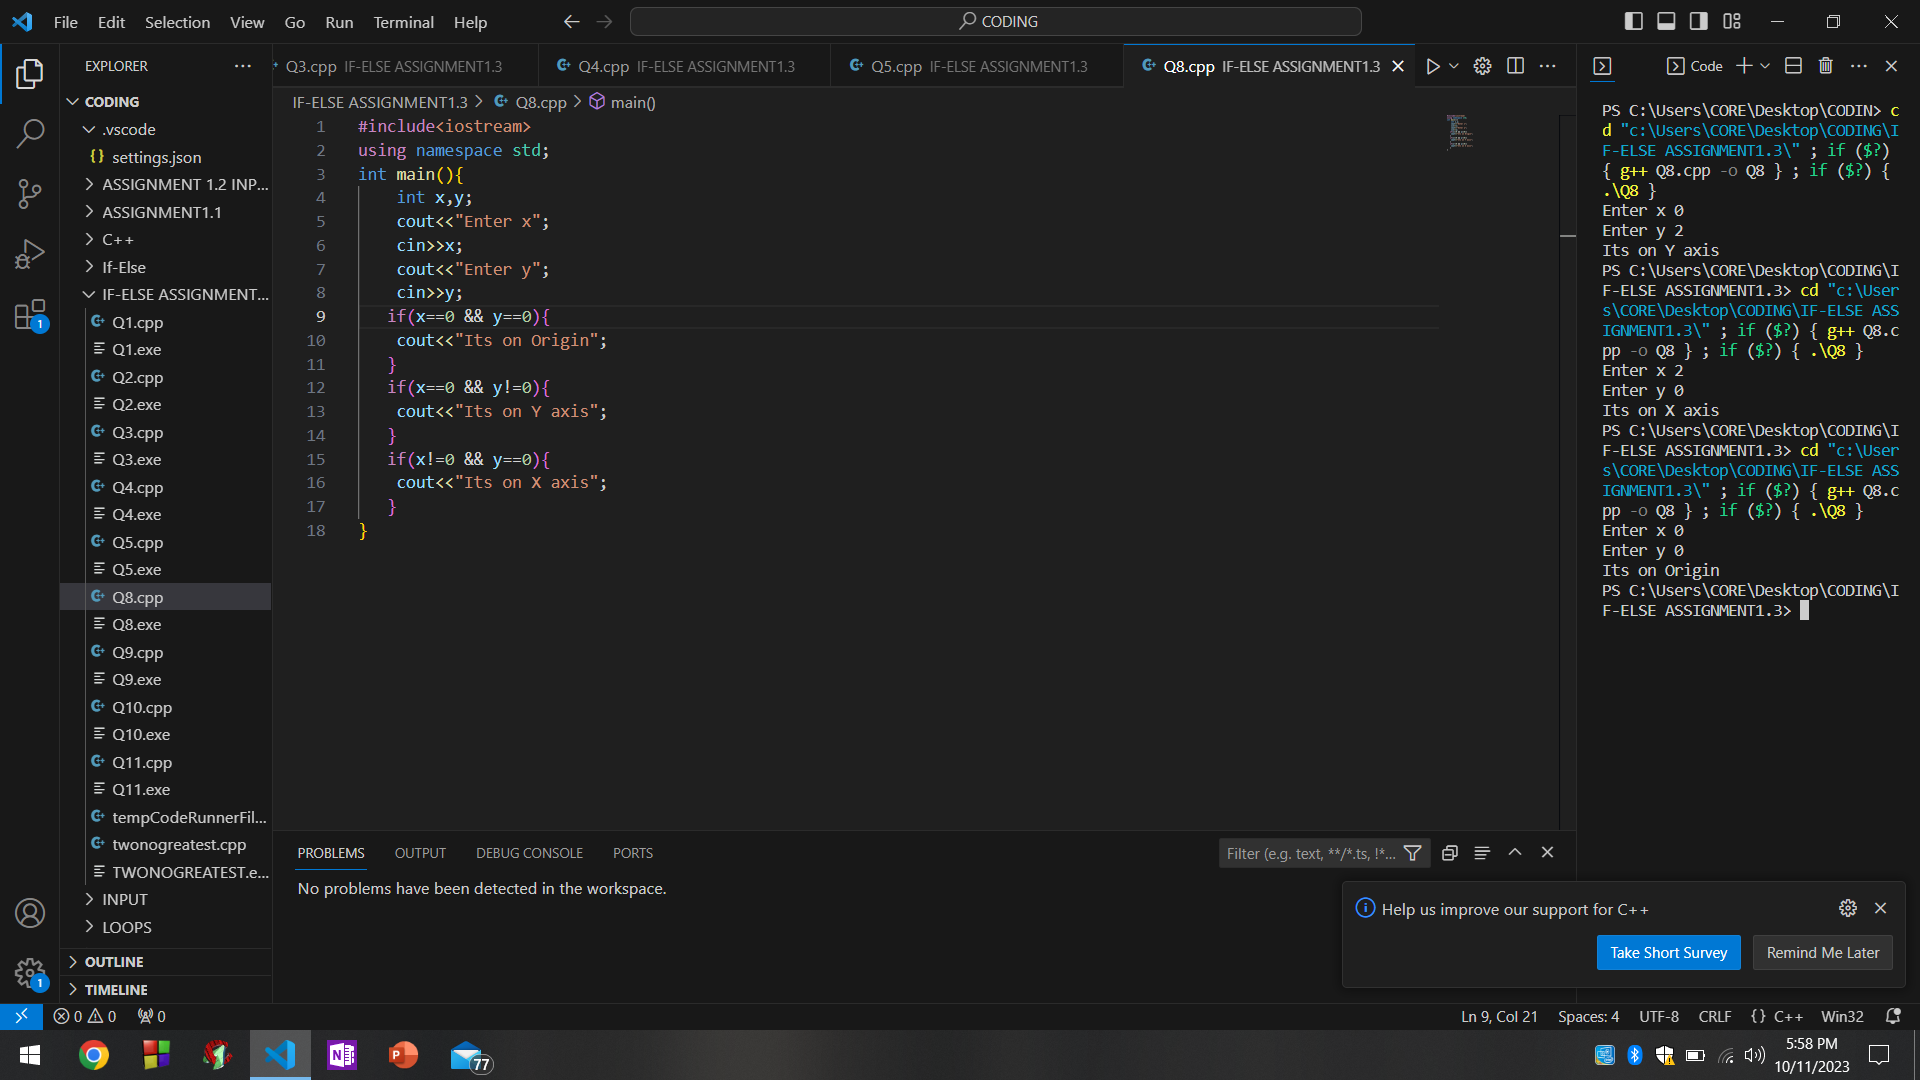 File Edit Selection View Go Run Terminal Help
CODING
EXPLORER
CODING
.vscode
settings.json
ASSIGNMENT 1.2 INP...
ASSIGNMENT1.1
C++
If-Else
IF-ELSE ASSIGNMENT...
Q1.cpp
Q1.exe
Q2.cpp
Q2.exe
Q3.cpp
Q3.exe
Q4.cpp
Q4.exe
Q5.cpp
Q5.exe
Q8.cpp
Q8.exe
Q9.cpp
Q9.exe
Q10.cpp
Q10.exe
Q11.cpp
Q11.exe
tempCodeRunnerFil...
twonogreatest.cpp
TWONOGREATEST.e...
INPUT
LOOPS
OUTLINE
TIMELINE
Q3.cpp IF-ELSE ASSIGNMENT1.3
Q4.cpp IF-ELSE ASSIGNMENT1.3
Q5.cpp IF-ELSE ASSIGNMENT1.3
Q8.cpp IF-ELSE ASSIGNMENT1.3
IF-ELSE ASSIGNMENT1.3 > Q8.cpp > main()
1 #include<iostream>
2 using namespace std;
3 int main(){
4 int x,y;
5 cout<<"Enter x";
6 cin>>x;
7 cout<<"Enter y";
8 cin>>y;
9 if(x==0 && y==0){
10 cout<<"Its on Origin";
11 }
12 if(x==0 && y!=0){
13 cout<<"Its on Y axis";
14 }
15 if(x!=0 && y==0){
16 cout<<"Its on X axis";
17 }
18 }
PROBLEMS OUTPUT DEBUG CONSOLE PORTS
Filter (e.g. text, **/*.ts, !*...
No problems have been detected in the workspace.
Code
PS C:\Users\CORE\Desktop\CODIN> c
d "c:\Users\CORE\Desktop\CODING\I
F-ELSE ASSIGNMENT1.3\" ; if ($?)
{ g++ Q8.cpp -o Q8 } ; if ($?) {
.\Q8 }
Enter x 0
Enter y 2
Its on Y axis
PS C:\Users\CORE\Desktop\CODING\I
F-ELSE ASSIGNMENT1.3> cd "c:\User
s\CORE\Desktop\CODING\IF-ELSE ASS
IGNMENT1.3\" ; if ($?) { g++ Q8.c
pp -o Q8 } ; if ($?) { .\Q8 }
Enter x 2
Enter y 0
Its on X axis
PS C:\Users\CORE\Desktop\CODING\I
F-ELSE ASSIGNMENT1.3> cd "c:\User
s\CORE\Desktop\CODING\IF-ELSE ASS
IGNMENT1.3\" ; if ($?) { g++ Q8.c
pp -o Q8 } ; if ($?) { .\Q8 }
Enter x 0
Enter y 0
Its on Origin
PS C:\Users\CORE\Desktop\CODING\I
F-ELSE ASSIGNMENT1.3>
Help us improve our support for C++
Take Short Survey
Remind Me Later
1
1
0 0 0
Ln 9, Col 21 Spaces: 4 UTF-8 CRLF {} C++ Win32
77
5:58 PM
10/11/2023